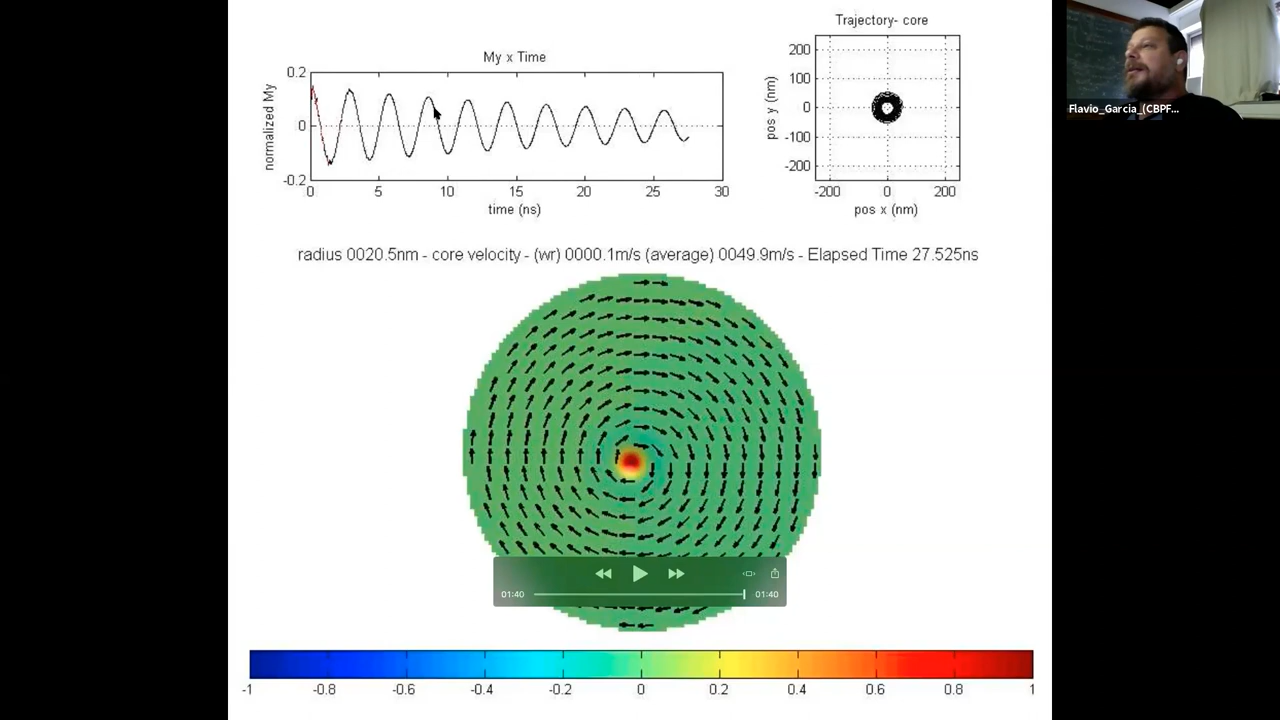 My x Time
normalized My
0.2
0
-0.2
0 5 10 15 20 25 30
time (ns)
Trajectory- core
pos y (nm)
200
100
0
-100
-200
-200 0 200
pos x (nm)
Flavio_Garcia_(CBPF...
radius 0020.5nm - core velocity - (wr) 0000.1m/s (average) 0049.9m/s - Elapsed Time 27.525ns
01:40 01:40
-1 -0.8 -0.6 -0.4 -0.2 0 0.2 0.4 0.6 0.8 1